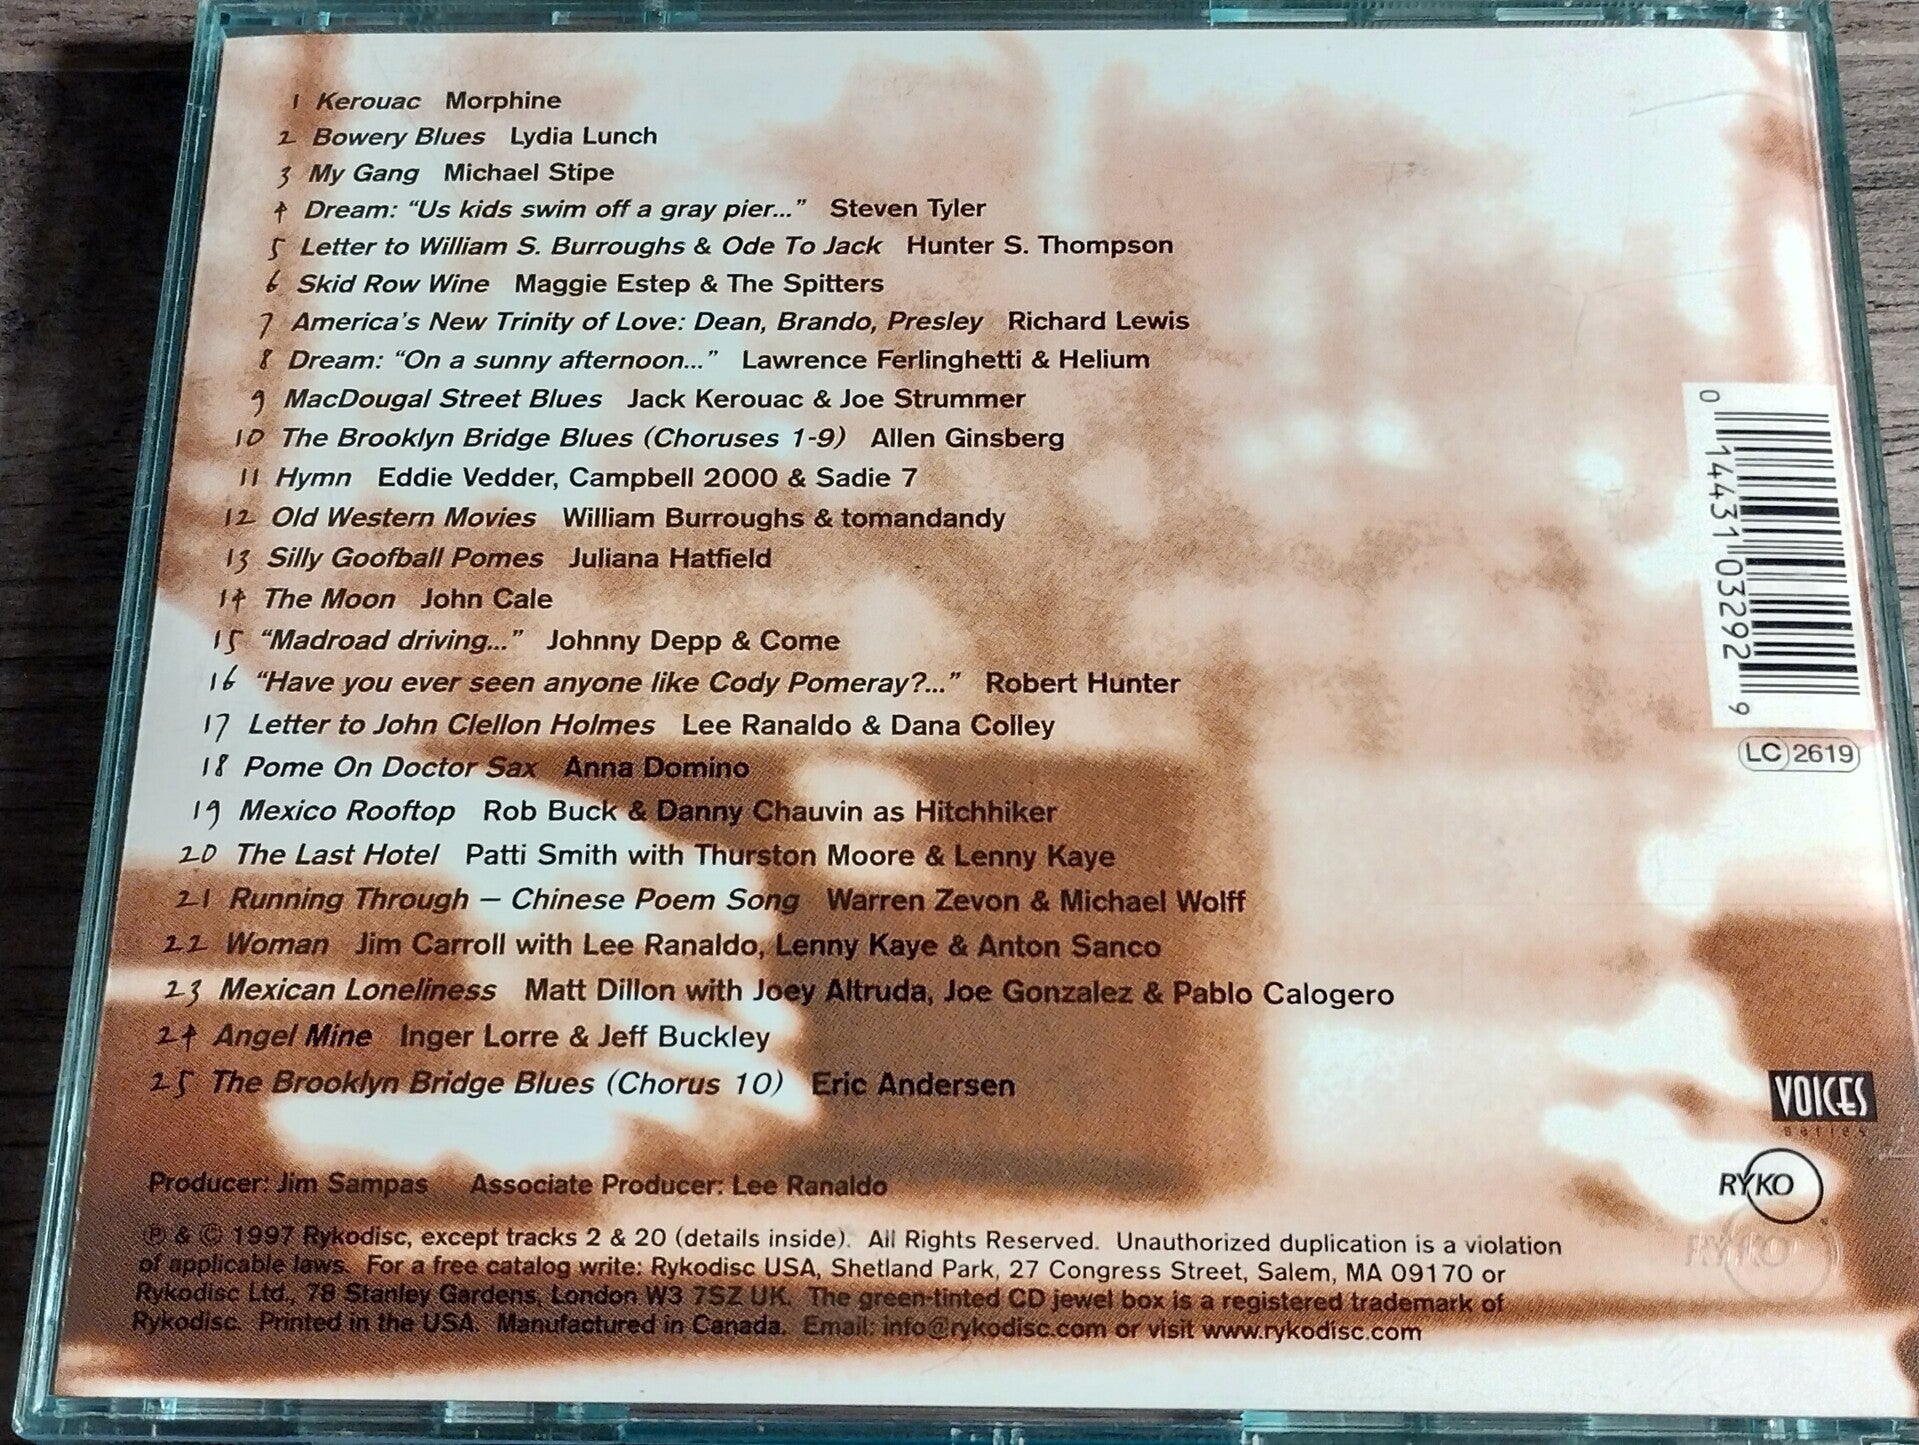 1 Kerouac Morphine
2 Bowery Blues Lydia Lunch
3 My Gang Michael Stipe
4 Dream: “Us kids swim off a gray pier...” Steven Tyler
5 Letter to William S. Burroughs & Ode To Jack Hunter S. Thompson
6 Skid Row Wine Maggie Estep & The Spitters
7 America's New Trinity of Love: Dean, Brando, Presley Richard Lewis
8 Dream: “On a sunny afternoon...” Lawrence Ferlinghetti & Helium
9 MacDougal Street Blues Jack Kerouac & Joe Strummer
10 The Brooklyn Bridge Blues (Choruses 1-9) Allen Ginsberg
11 Hymn Eddie Vedder, Campbell 2000 & Sadie 7
12 Old Western Movies William Burroughs & tomandandy
13 Silly Goofball Pomes Juliana Hatfield
14 The Moon John Cale
15 “Madroad driving...” Johnny Depp & Come
16 “Have you ever seen anyone like Cody Pomeray?...” Robert Hunter
17 Letter to John Clellon Holmes Lee Ranaldo & Dana Colley
18 Pome On Doctor Sax Anna Domino
19 Mexico Rooftop Rob Buck & Danny Chauvin as Hitchhiker
20 The Last Hotel Patti Smith with Thurston Moore & Lenny Kaye
21 Running Through – Chinese Poem Song Warren Zevon & Michael Wolff
22 Woman Jim Carroll with Lee Ranaldo, Lenny Kaye & Anton Sanco
23 Mexican Loneliness Matt Dillon with Joey Altruda, Joe Gonzalez & Pablo Calogero
24 Angel Mine Inger Lorre & Jeff Buckley
25 The Brooklyn Bridge Blues (Chorus 10) Eric Andersen
Producer: Jim Sampas Associate Producer: Lee Ranaldo
℗ & © 1997 Rykodisc, except tracks 2 & 20 (details inside). All Rights Reserved. Unauthorized duplication is a violation
of applicable laws. For a free catalog write: Rykodisc USA, Shetland Park, 27 Congress Street, Salem, MA 09170 or
Rykodisc Ltd., 78 Stanley Gardens, London W3 7SZ UK. The green-tinted CD jewel box is a registered trademark of
Rykodisc. Printed in the USA. Manufactured in Canada. Email: info@rykodisc.com or visit www.rykodisc.com
0 14431 03292 9
LC 2619
VOICES
series
RYKO
RYKO